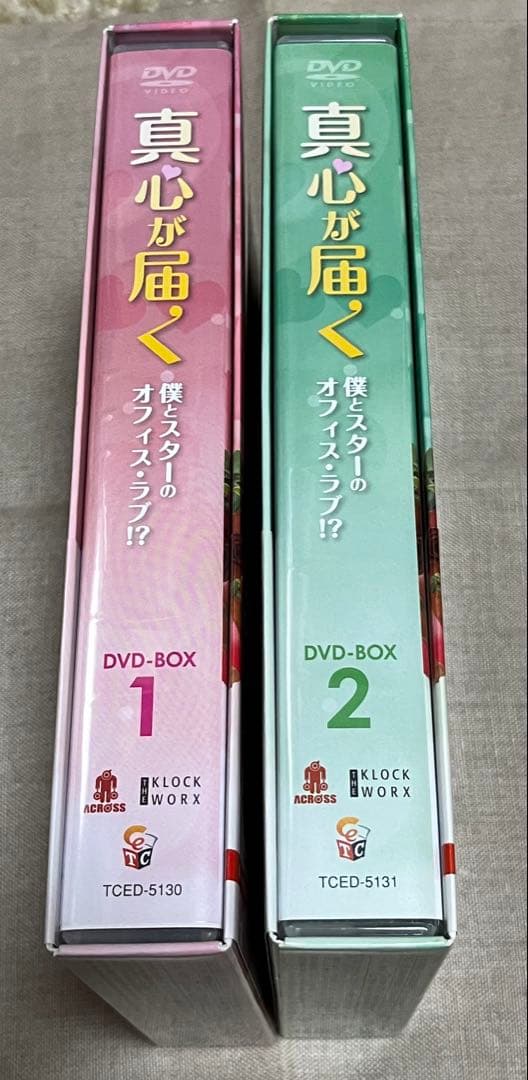 DVD
VIDEO
真心が届く
僕とスターの
オフィス・ラブ!?
DVD-BOX
1
ACROSS
THE
KLOCK
WORX
TC
TCED-5130
DVD
VIDEO
真心が届く
僕とスターの
オフィス・ラブ!?
DVD-BOX
2
ACROSS
THE
KLOCK
WORX
TC
TCED-5131